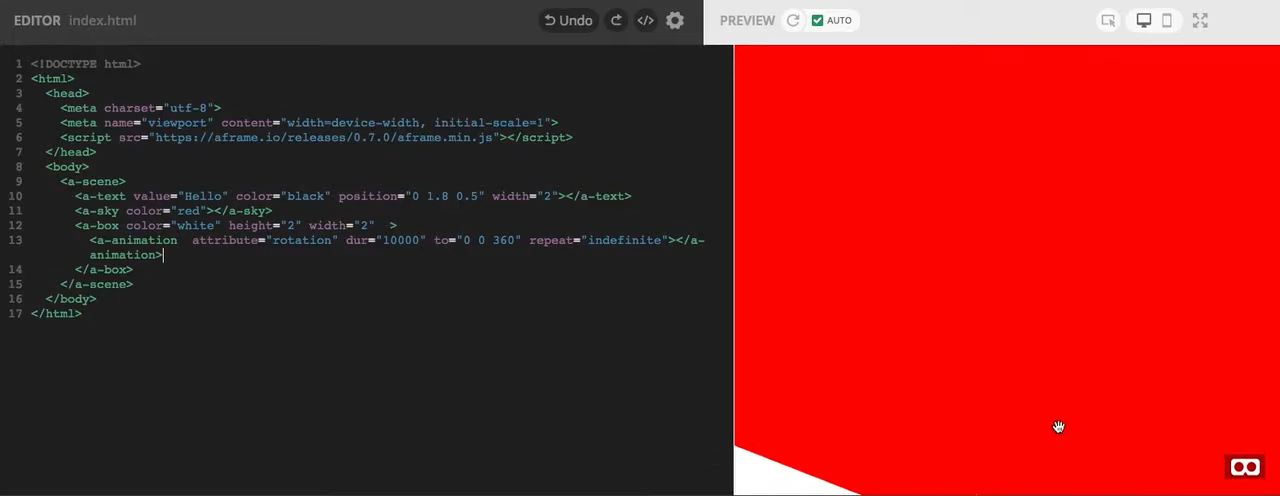 EDITOR index.html
Undo
</>
PREVIEW
AUTO
1 <!DOCTYPE html>
2 <html>
3 <head>
4 <meta charset="utf-8">
5 <meta name="viewport" content="width=device-width, initial-scale=1">
6 <script src="https://aframe.io/releases/0.7.0/aframe.min.js"></script>
7 </head>
8 <body>
9 <a-scene>
10 <a-text value="Hello" color="black" position="0 1.8 0.5" width="2"></a-text>
11 <a-sky color="red"></a-sky>
12 <a-box color="white" height="2" width="2"  >
13 <a-animation  attribute="rotation" dur="10000" to="0 0 360" repeat="indefinite"></a-
animation>
14 </a-box>
15 </a-scene>
16 </body>
17 </html>